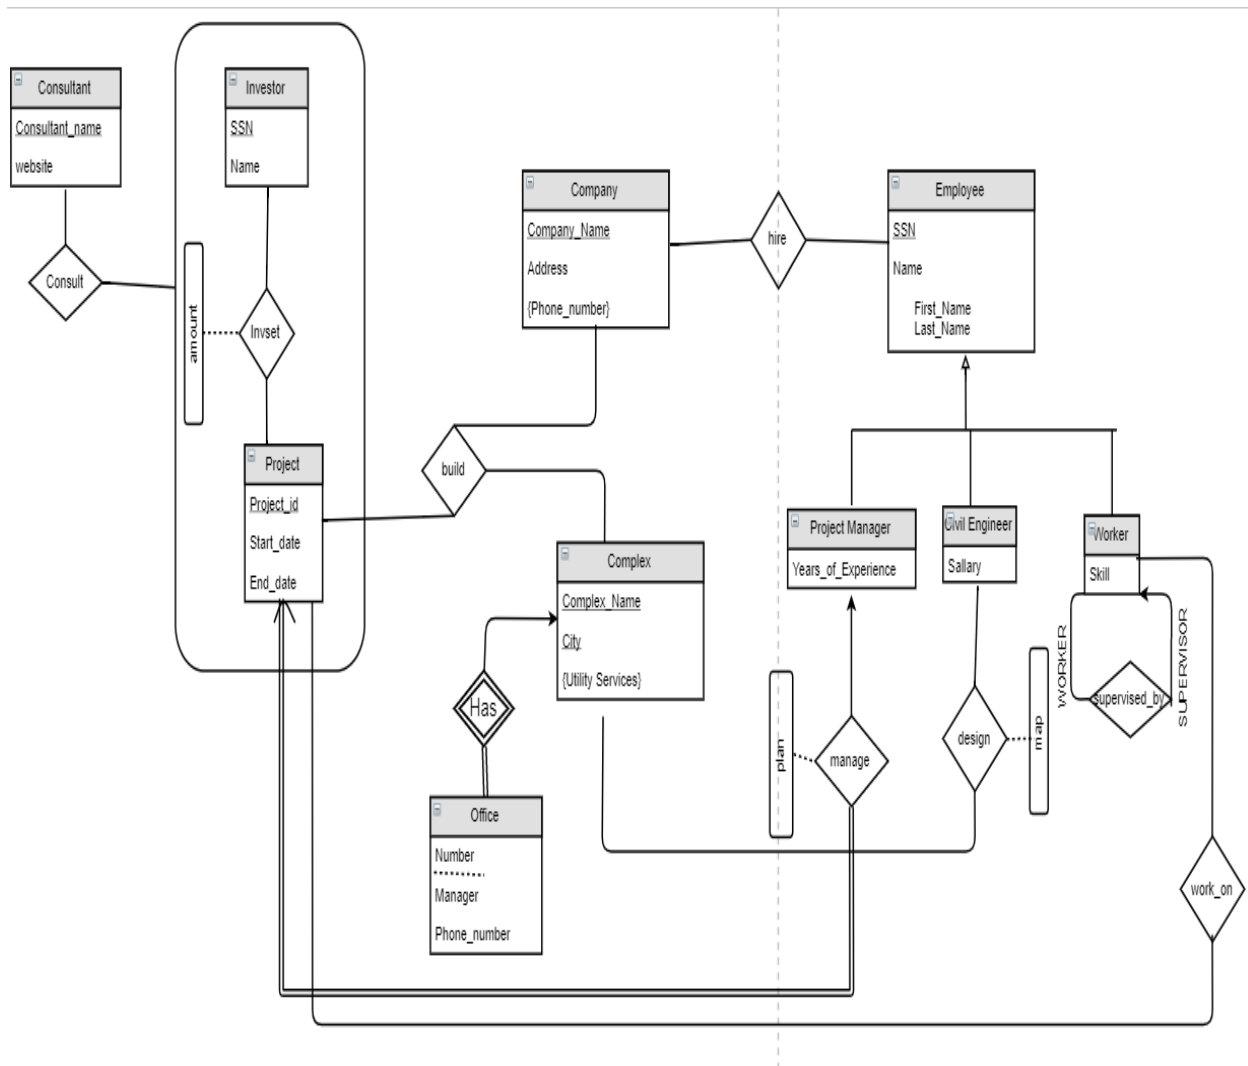 Consultant
Consultant_name
website
Consult
Investor
SSN
Name
amount
Invset
Project
Project_id
Start_date
End_date
Company
Company_Name
Address
{Phone_number}
hire
Employee
SSN
Name
First_Name
Last_Name
build
Complex
Complex_Name
City
{Utility Services}
Has
Office
Number
Manager
Phone_number
Project Manager
Years_of_Experience
Civil Engineer
Sallary
Worker
Skill
WORKER
supervised_by
SUPERVISOR
plan
manage
design
map
work_on